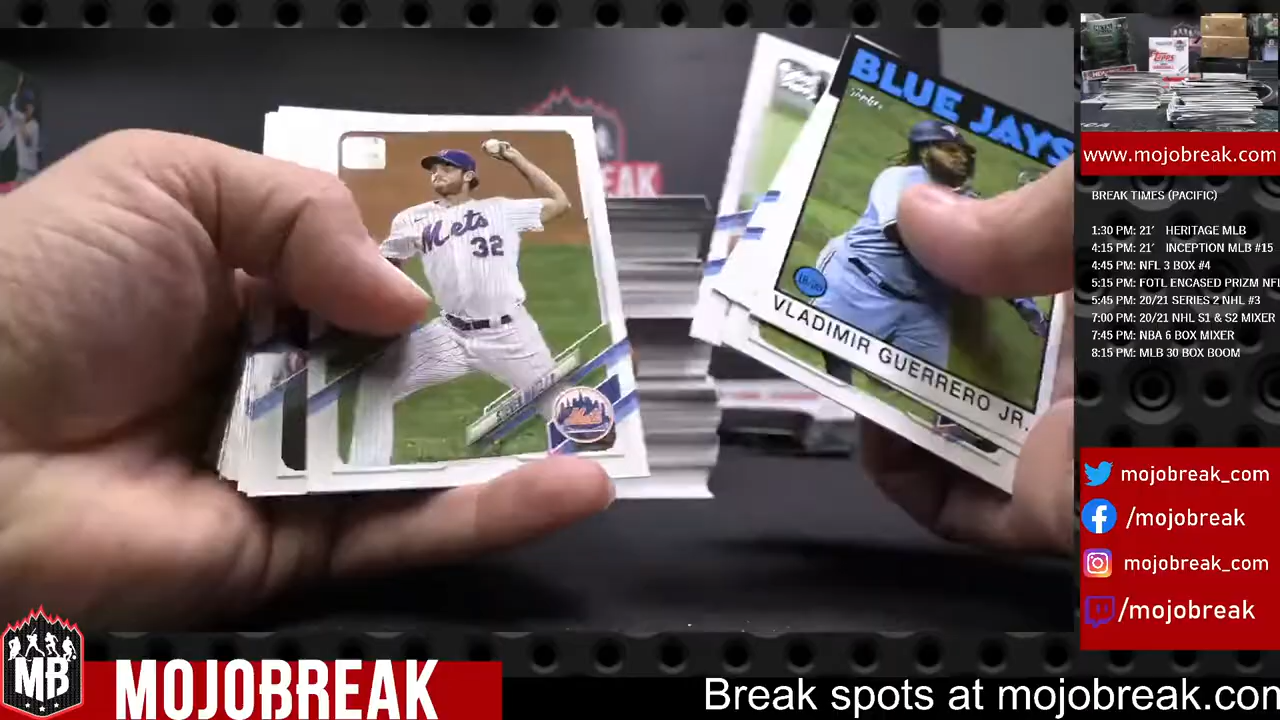 BLUE JAYS
VLADIMIR GUERRERO JR.
Mets
32
Mets
EAK
TOPPS
www.mojobreak.com
BREAK TIMES (PACIFIC)
1:30 PM: 21' HERITAGE MLB
4:15 PM: 21' INCEPTION MLB #15
4:45 PM: NFL 3 BOX #4
5:15 PM: FOTL ENCASED PRIZM NFL
5:45 PM: 20/21 SERIES 2 NHL #3
7:00 PM: 20/21 NHL S1 & S2 MIXER
7:45 PM: NBA 6 BOX MIXER
8:15 PM: MLB 30 BOX BOOM
mojobreak_com
/mojobreak
mojobreak_com
/mojobreak
MB
MOJOBREAK
Break spots at mojobreak.com